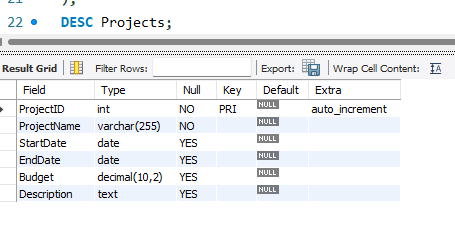 );
22 DESC Projects;
Result Grid Filter Rows: Export: Wrap Cell Content:
Field Type Null Key Default Extra
ProjectID int NO PRI NULL auto_increment
ProjectName varchar(255) NO NULL
StartDate date YES NULL
EndDate date YES NULL
Budget decimal(10,2) YES NULL
Description text YES NULL